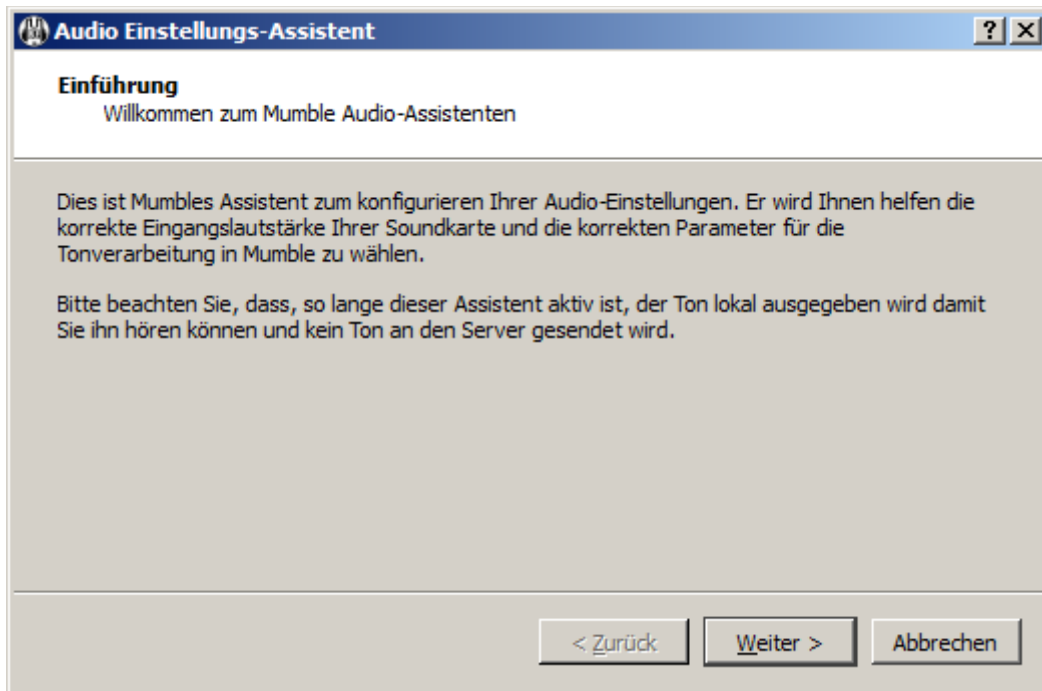 Audio Einstellungs-Assistent
Einführung
Willkommen zum Mumble Audio-Assistenten
Dies ist Mumbles Assistent zum konfigurieren Ihrer Audio-Einstellungen. Er wird Ihnen helfen die
korrekte Eingangslautstärke Ihrer Soundkarte und die korrekten Parameter für die
Tonverarbeitung in Mumble zu wählen.
Bitte beachten Sie, dass, so lange dieser Assistent aktiv ist, der Ton lokal ausgegeben wird damit
Sie ihn hören können und kein Ton an den Server gesendet wird.
< Zurück Weiter > Abbrechen